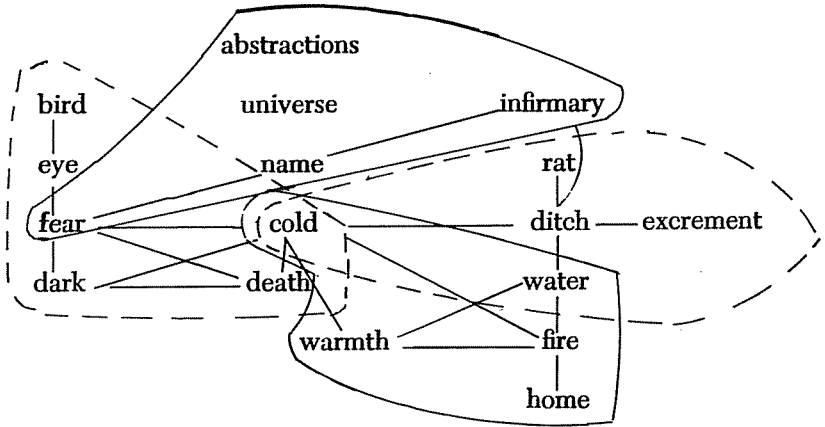 abstractions
bird universe infirmary
eye name rat
fear cold ditch excrement
dark death water
warmth fire
home